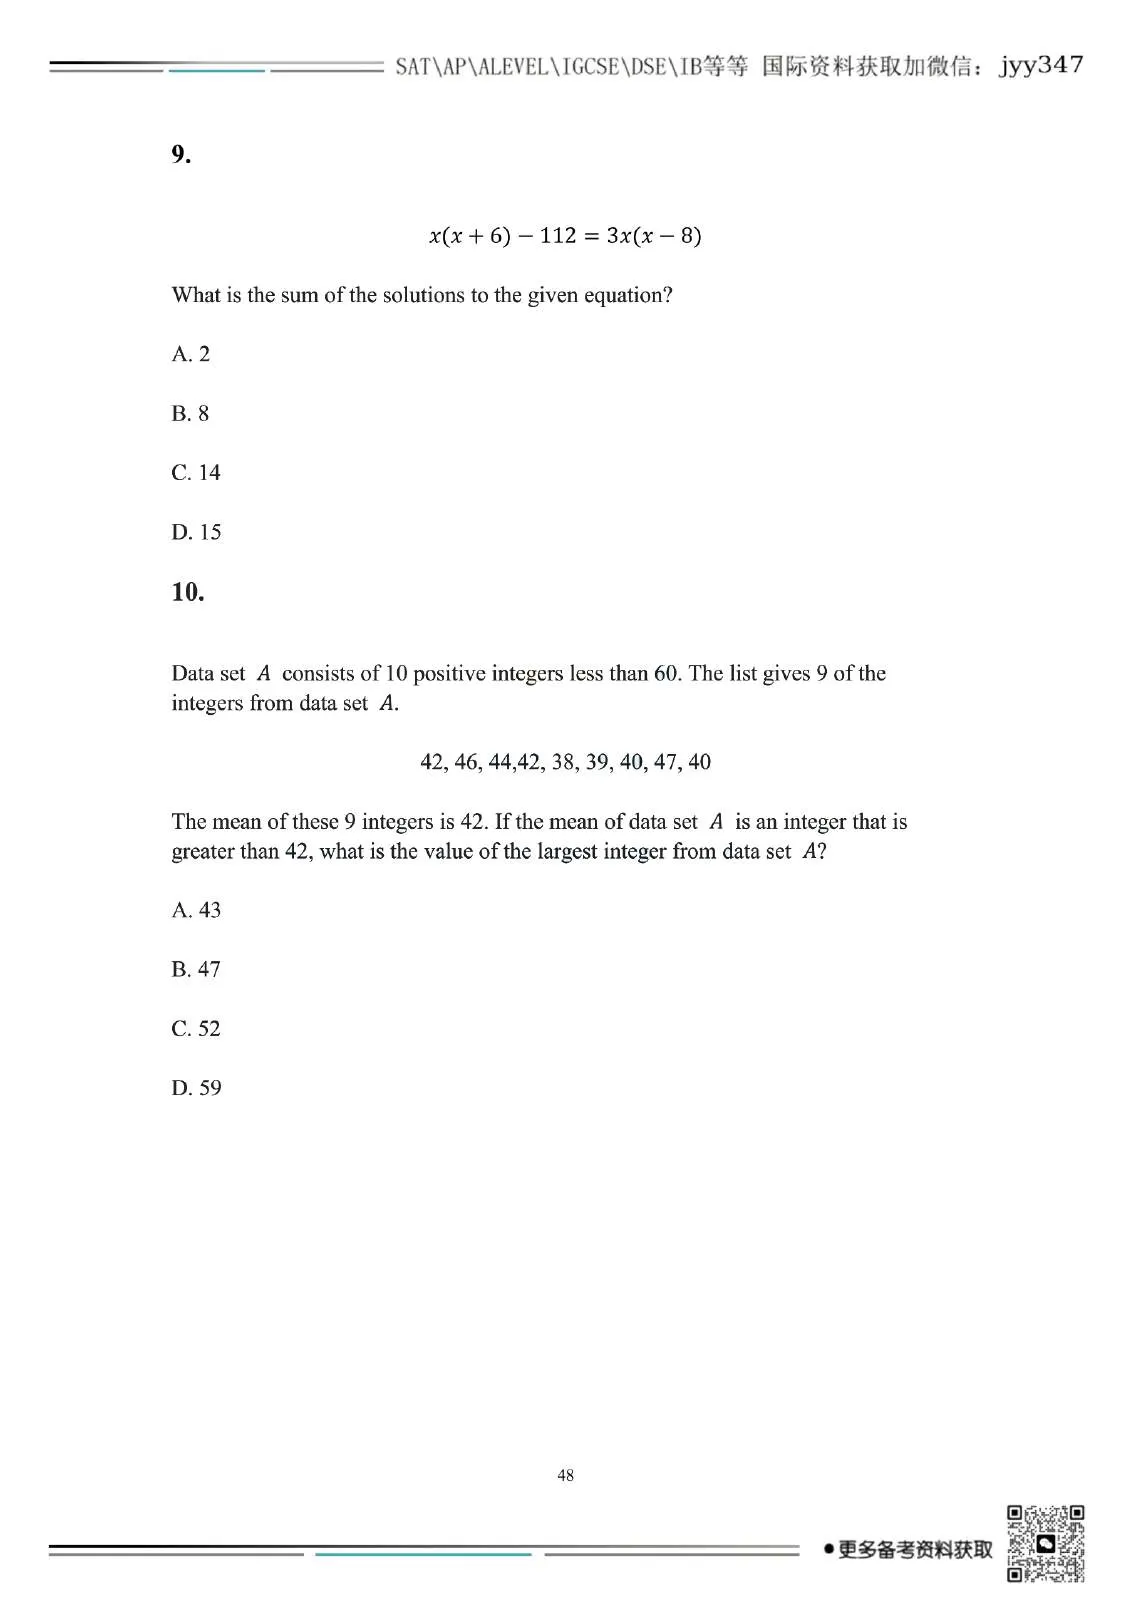 SAT\AP\ALEVEL\IGCSE\DSE\IB等等 国际资料获取加微信: jyy347
9.
x(x + 6) − 112 = 3x(x − 8)
What is the sum of the solutions to the given equation?
A. 2
B. 8
C. 14
D. 15
10.
Data set A consists of 10 positive integers less than 60. The list gives 9 of the
integers from data set A.
42, 46, 44,42, 38, 39, 40, 47, 40
The mean of these 9 integers is 42. If the mean of data set A is an integer that is
greater than 42, what is the value of the largest integer from data set A?
A. 43
B. 47
C. 52
D. 59
48
●更多备考资料获取